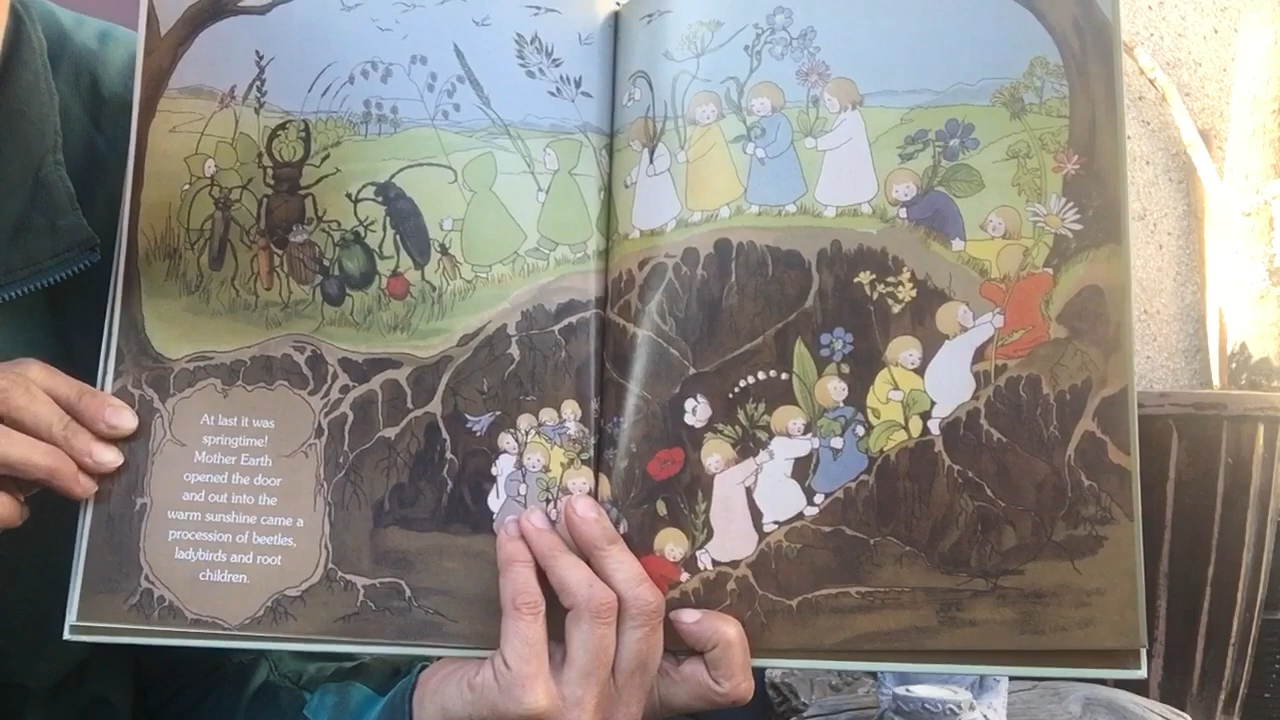 At last it was
springtime!
Mother Earth
opened the door
and out into the
warm sunshine came a
procession of beetles,
ladybirds and root
children.